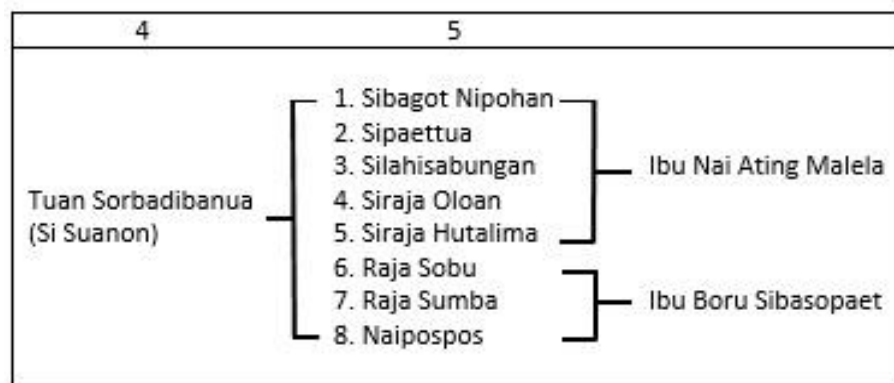 4 5
1. Sibagot Nipohan
2. Sipaettua
3. Silahisabungan
Ibu Nai Ating Malela
Tuan Sorbadibanua
4. Siraja Oloan
(Si Suanon)
5. Siraja Hutalima
6. Raja Sobu
7. Raja Sumba
Ibu Boru Sibasopaet
8. Naipospos